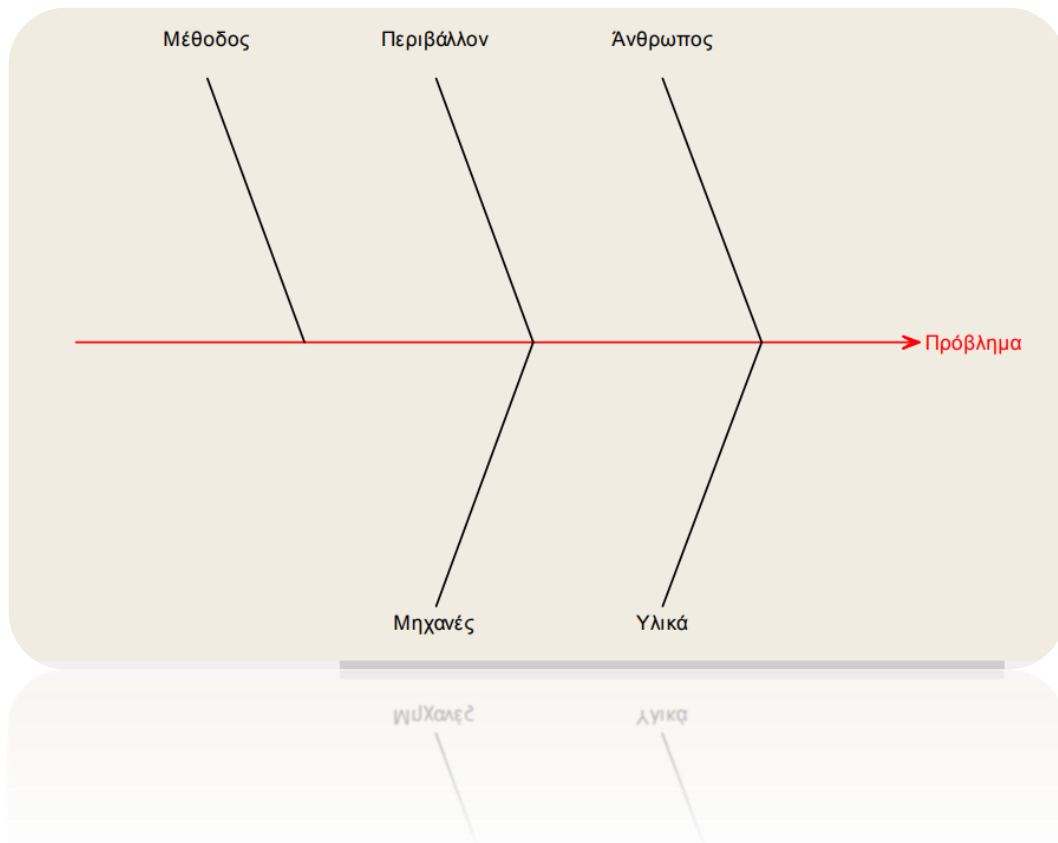 Μέθοδος
Περιβάλλον
Άνθρωπος
Πρόβλημα
Μηχανές
Υλικά